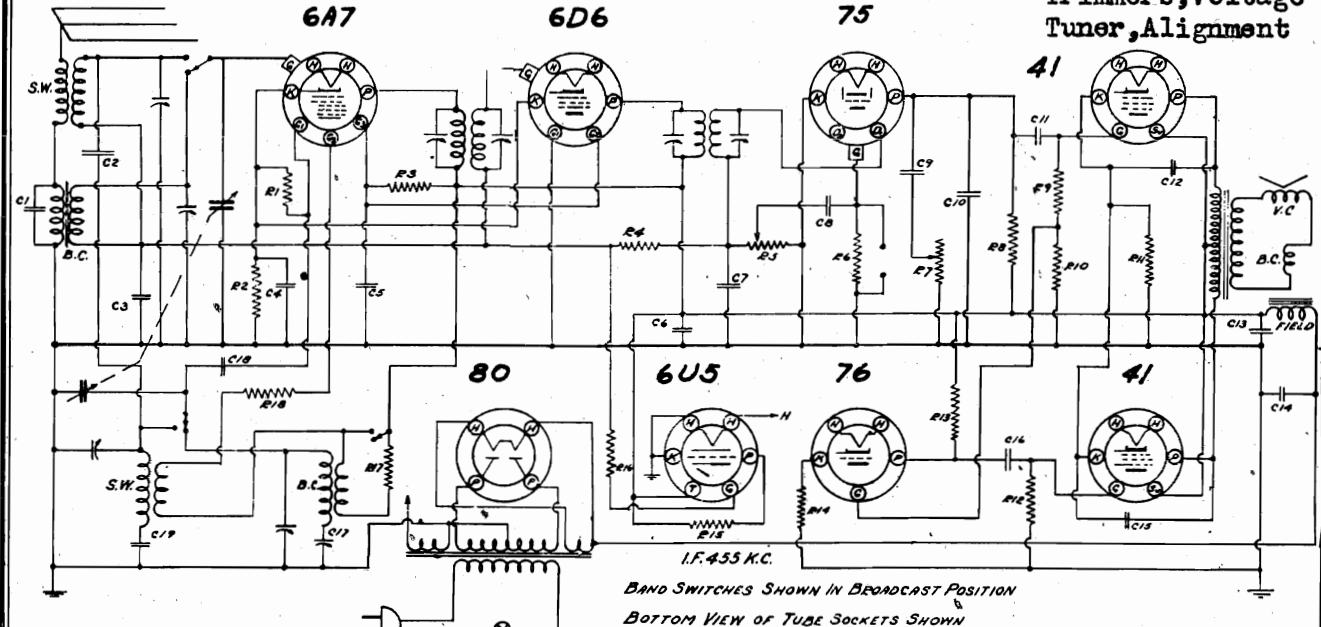 Trimmers,Voltage
Tuner,Alignment
6A7
6D6
75
41
S.W.
C2
C1
B.C.
C3
R1
R2
C4
R3
C5
R4
C6
C7
R5
C8
R6
C9
R7
C10
R8
C11
R9
R10
C12
R11
V.C
B.C.
C13
FIELD
C14
C18
R18
80
6U5
76
41
H
R13
C16
R12
C15
R14
R15
R16
R17
S.W.
B.C.
C19
C17
I.F. 455 K.C.
BAND SWITCHES SHOWN IN BROADCAST POSITION
BOTTOM VIEW OF TUBE SOCKETS SHOWN